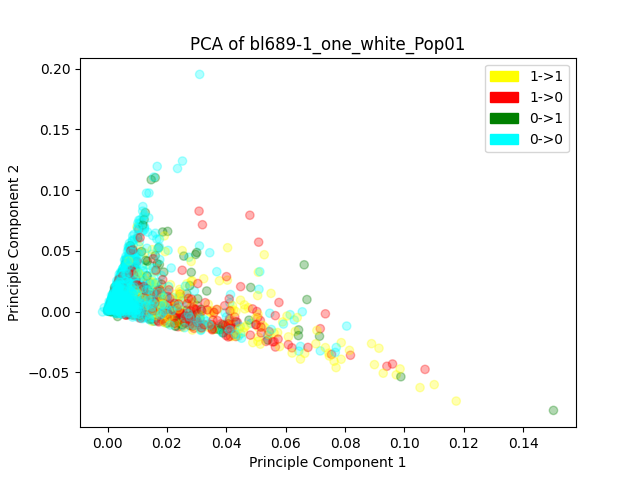 PCA of bl689-1_one_white_Pop01
0.20
0.15
0.10
0.05
0.00
−0.05
Principle Component 2
1->1
1->0
0->1
0->0
0.00 0.02 0.04 0.06 0.08 0.10 0.12 0.14
Principle Component 1